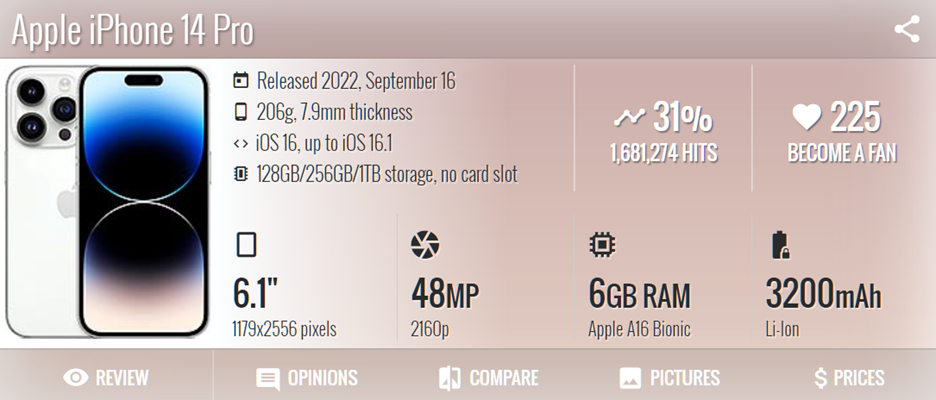 Apple iPhone 14 Pro
Released 2022, September 16
206g, 7.9mm thickness
iOS 16, up to iOS 16.1
128GB/256GB/1TB storage, no card slot
31%
1,681,274 HITS
225
BECOME A FAN
6.1"
1179x2556 pixels
48MP
2160p
6GB RAM
Apple A16 Bionic
3200mAh
Li-Ion
REVIEW
OPINIONS
COMPARE
PICTURES
$ PRICES